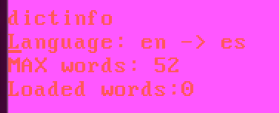 dictinfo
Language: en -> es
MAX words: 52
Loaded words:0